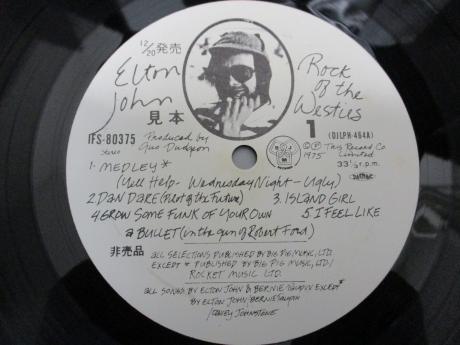 12/20発売
Elton
John
見本
Rock
of the
Westies
IFS-80375
Stereo
Produced by
Gus Dudgeon
1
(DJLPH-464A)
DJM
℗© This Record Co
1975 Limited
33 1/3 r.p.m.
1. MEDLEY*
(Yell Help - Wednesday Night - Ugly)
2. DAN DARE (Pilot of the Future) 3. ISLAND GIRL
4. GROW SOME FUNK OF YOUR OWN 5. I FEEL LIKE
A BULLET (in the gun of Robert Ford)
非売品
ALL SELECTIONS PUBLISHED BY BIG PIG MUSIC, LTD
EXCEPT * PUBLISHED BY BIG PIG MUSIC, LTD/
ROCKET MUSIC LTD.
ALL SONGS BY ELTON JOHN & BERNIE TAUPIN EXCEPT *
BY ELTON JOHN/BERNIE TAUPIN
/DAVEY JOHNSTONE